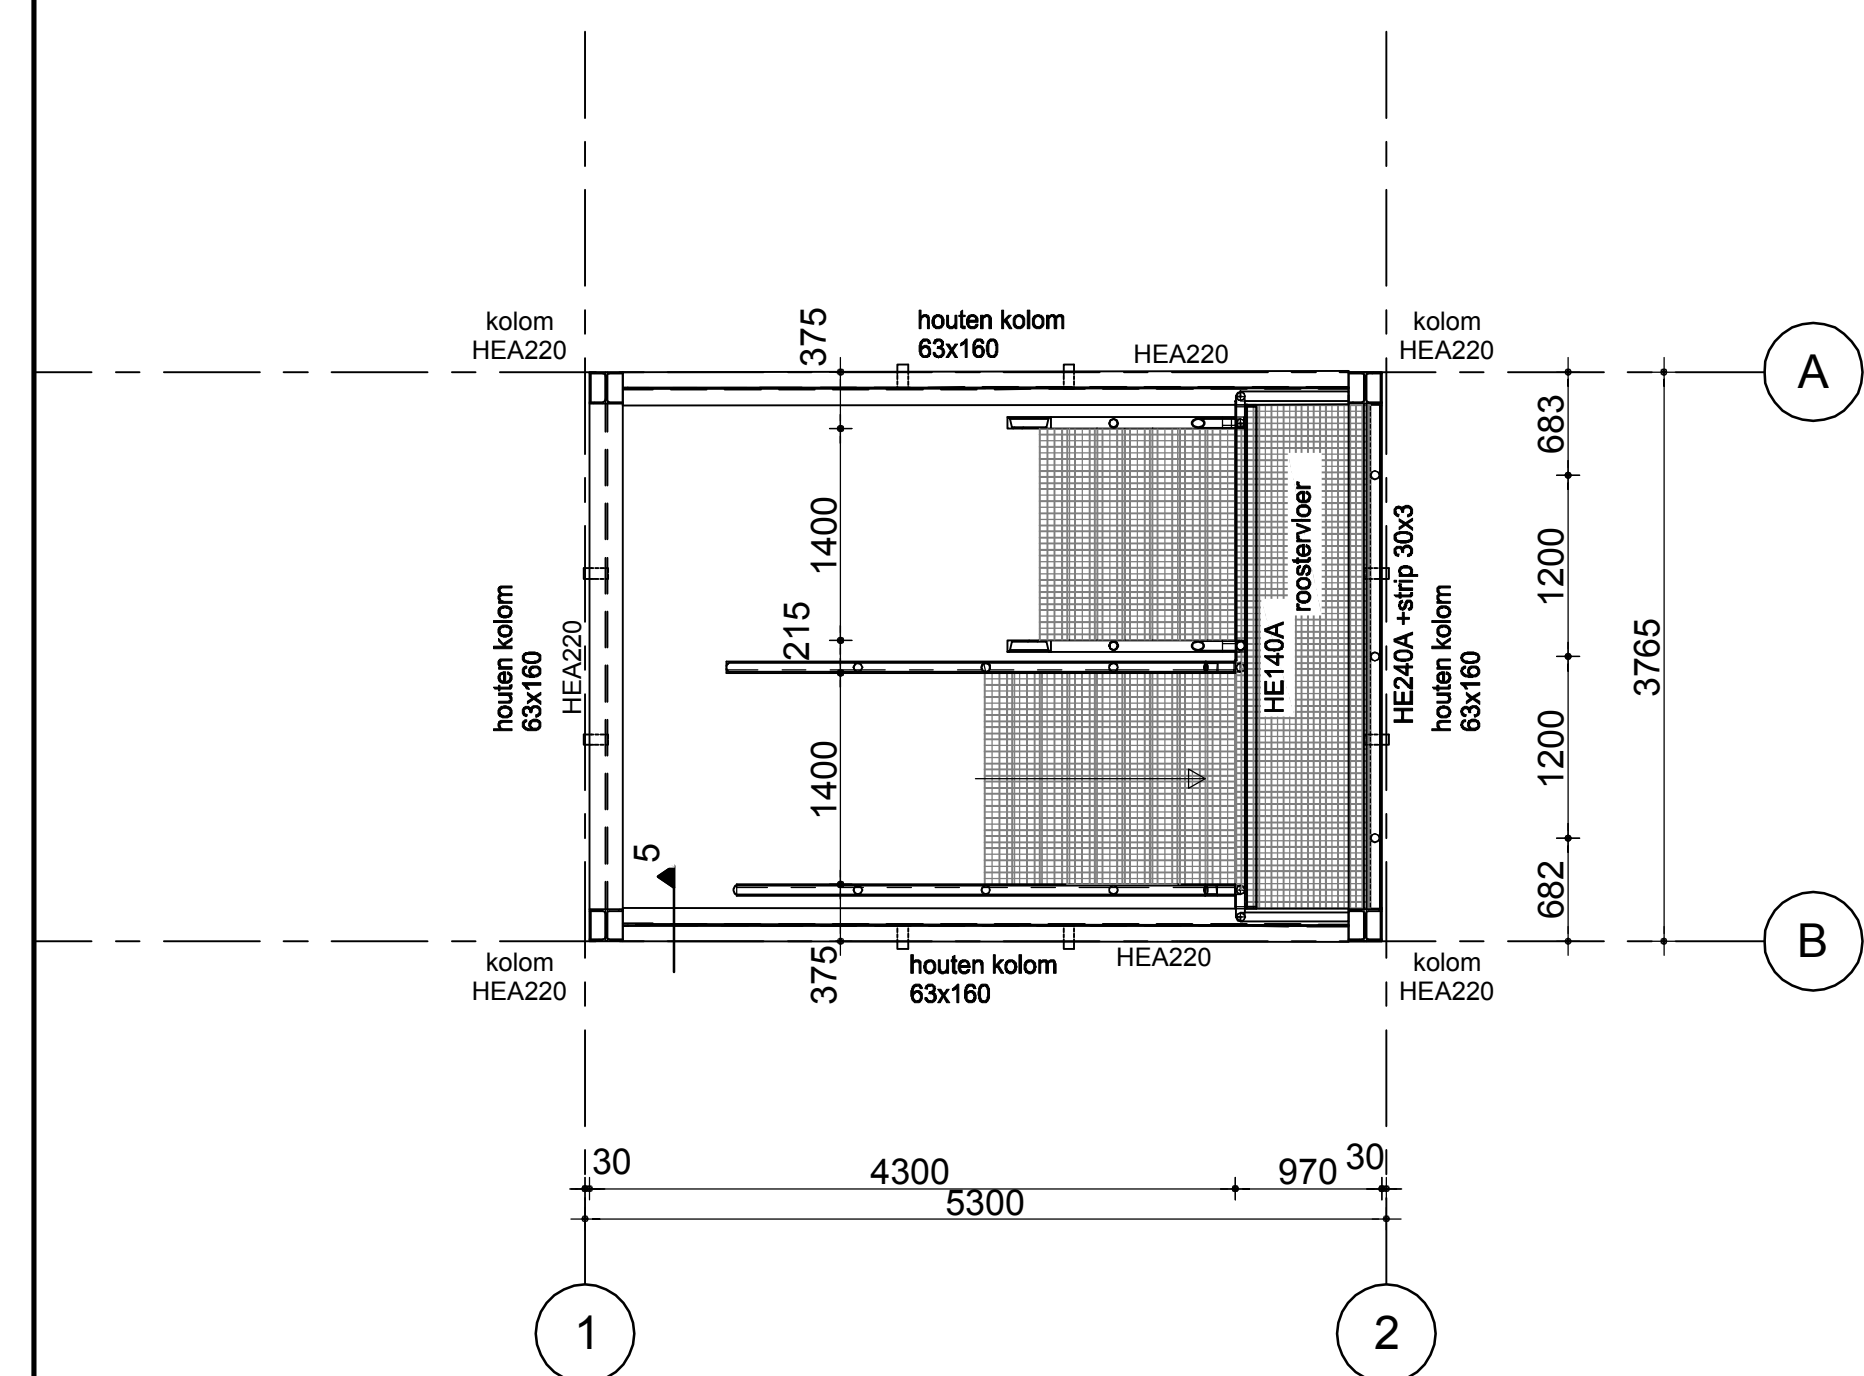 kolom
HEA220
375
houten kolom
63x160
HEA220
kolom
HEA220
A
683
1400
roostervloer
HE240A +strip 30x3
1200
215
houten kolom
63x160
HEA220
HE140A
houten kolom
63x160
3765
1400
1200
5
682
kolom
HEA220
375
houten kolom
63x160
HEA220
kolom
HEA220
B
30
4300
970
30
5300
1
2